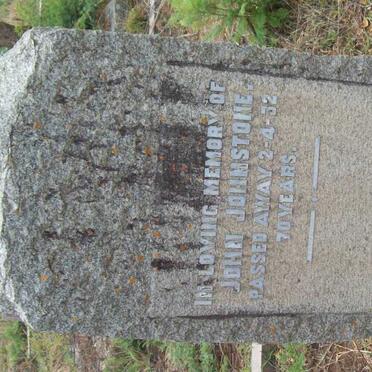 IN LOVING MEMORY OF
JOHN JOHNSTONE.
PASSED AWAY 2-4-52
70 YEARS.